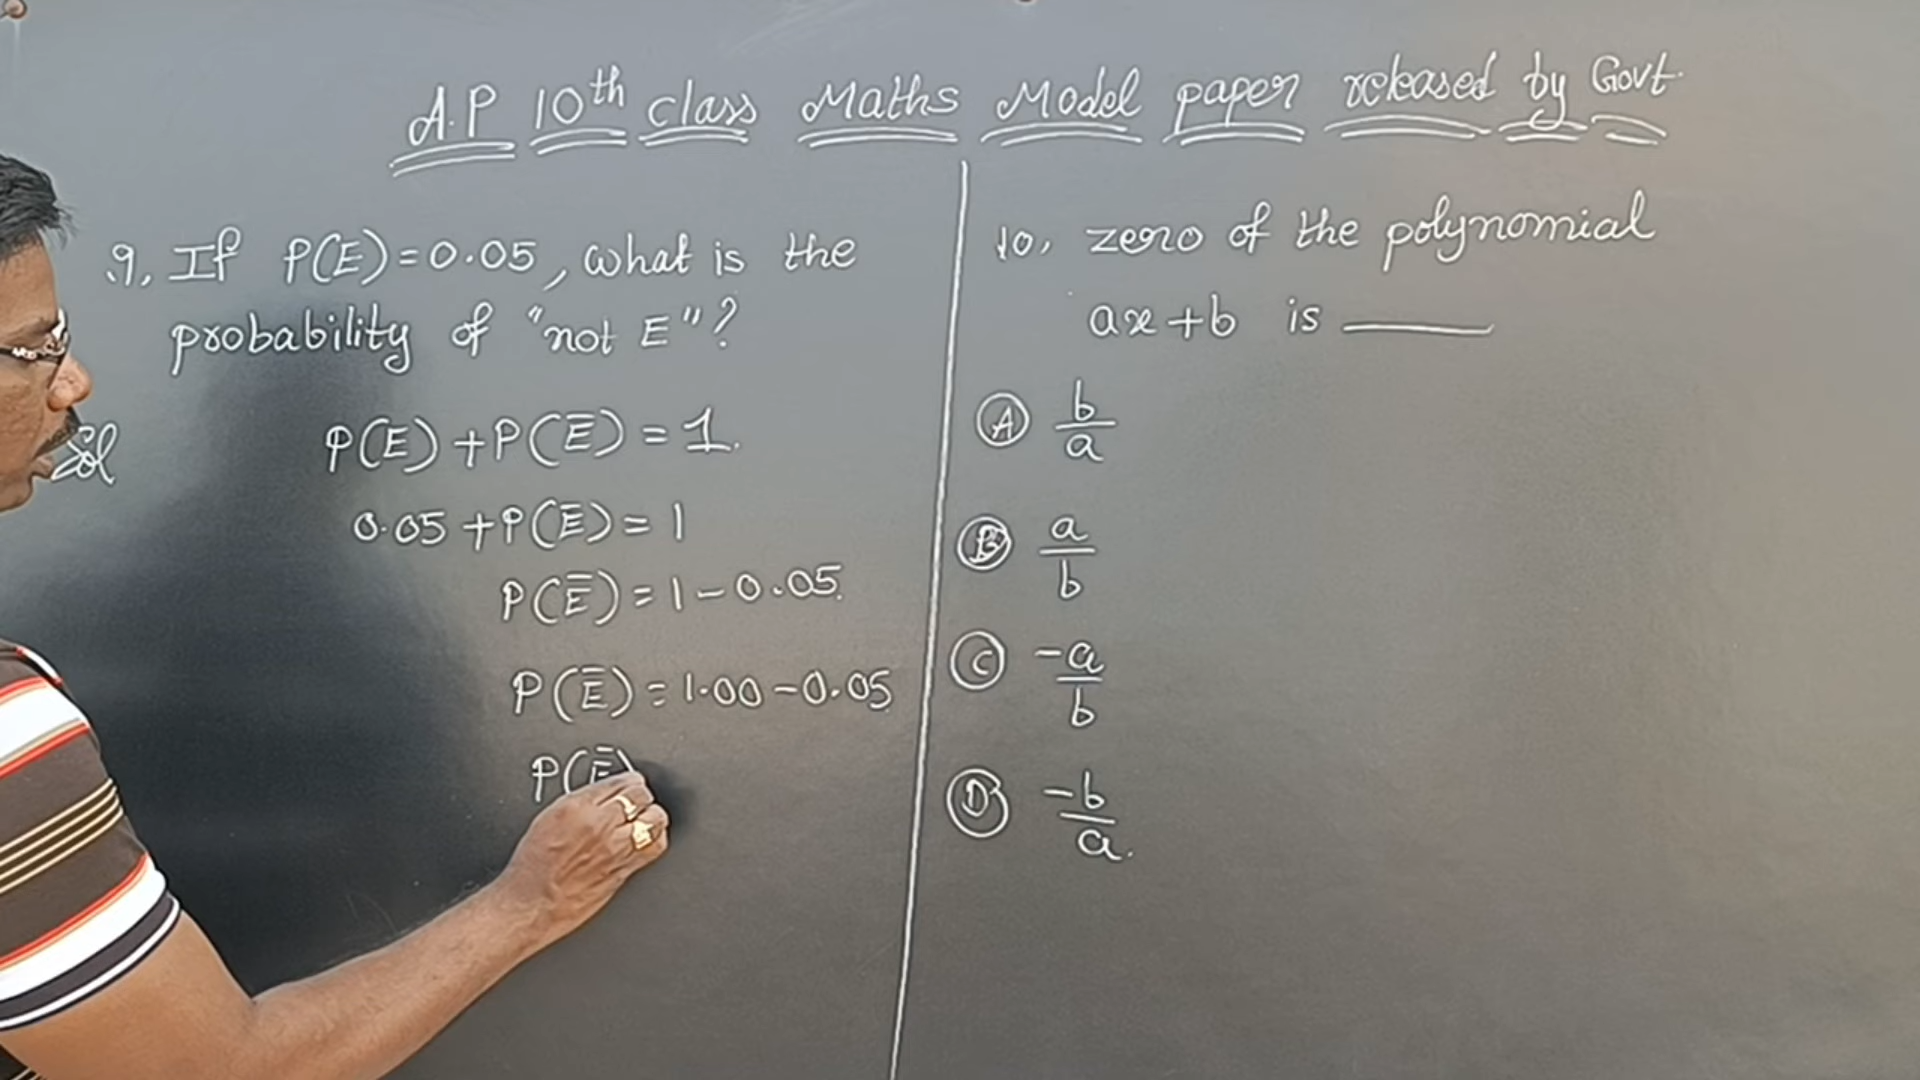 A.P 10th class Maths Model paper released by Govt.
9, If P(E)=0.05, what is the
probability of "not E"?
Sol
P(E)+P(E̅)=1.
0.05+P(E̅)=1
P(E̅)=1-0.05.
P(E̅)=1.00-0.05
P(E̅)
10, zero of the polynomial
ax+b is ______
(A) b/a
(B) a/b
(C) -a/b
(D) -b/a.